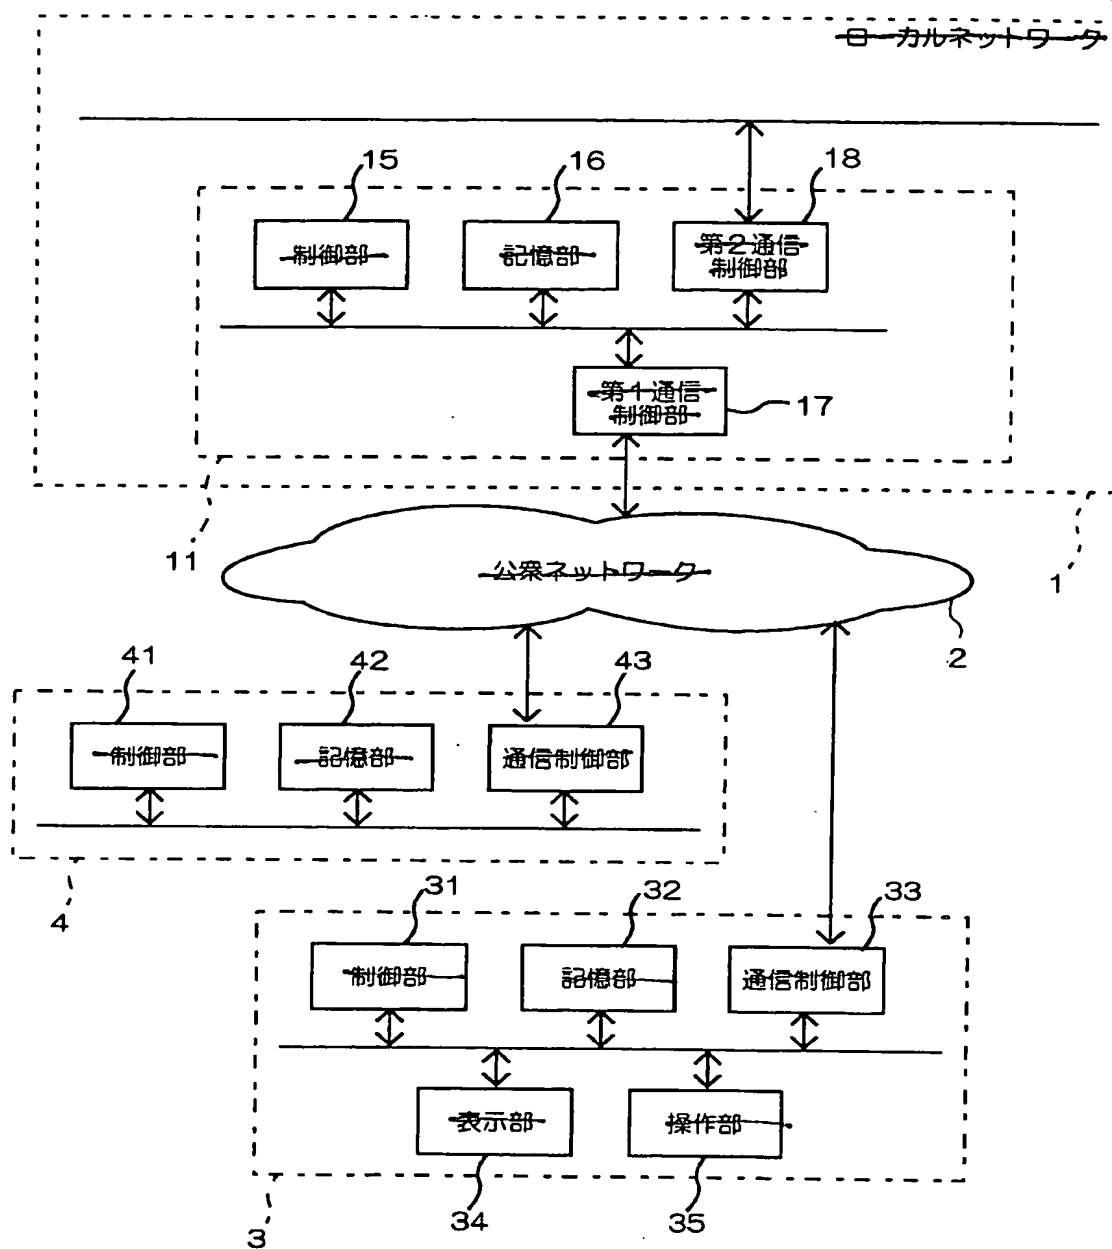 ローカルネットワーク
15
16
18
制御部
記憶部
第2通信
制御部
第1通信
制御部
17
11
公衆ネットワーク
1
2
41
42
43
制御部
記憶部
通信制御部
4
31
32
33
制御部
記憶部
通信制御部
表示部
操作部
34
35
3